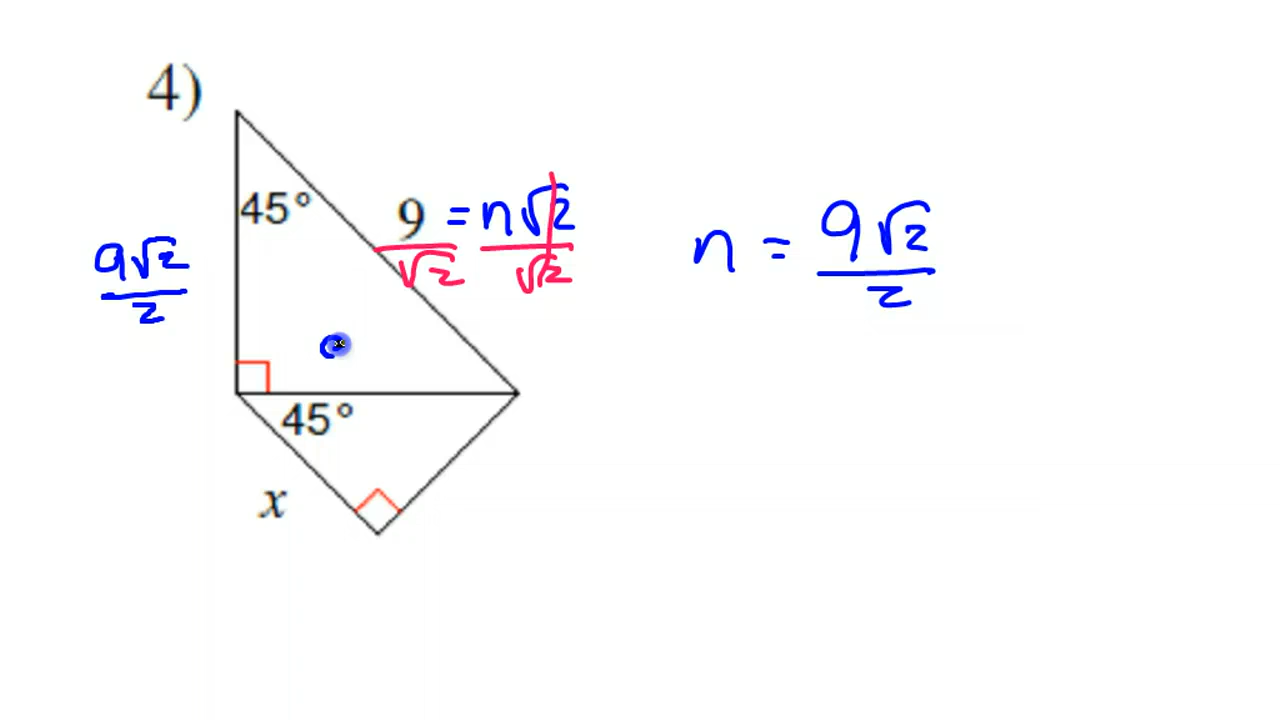 4)
45°
9 = n√2
√2 √2
n = 9√2
2
9√2
2
45°
x